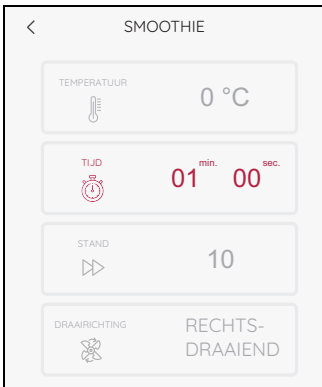 SMOOTHIE
TEMPERATUUR
0 °C
TIJD
01 min. 00 sec.
STAND
10
DRAAIRICHTING
RECHTS-
DRAAIEND